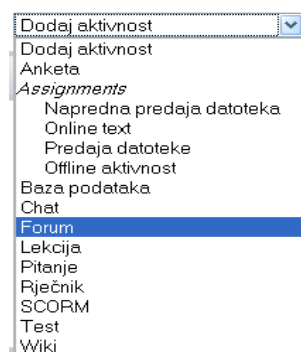 Dodaj aktivnost
Dodaj aktivnost
Anketa
Assignments
Napredna predaja datoteka
Online text
Predaja datoteke
Offline aktivnost
Baza podataka
Chat
Forum
Lekcija
Pitanje
Rječnik
SCORM
Test
Wiki